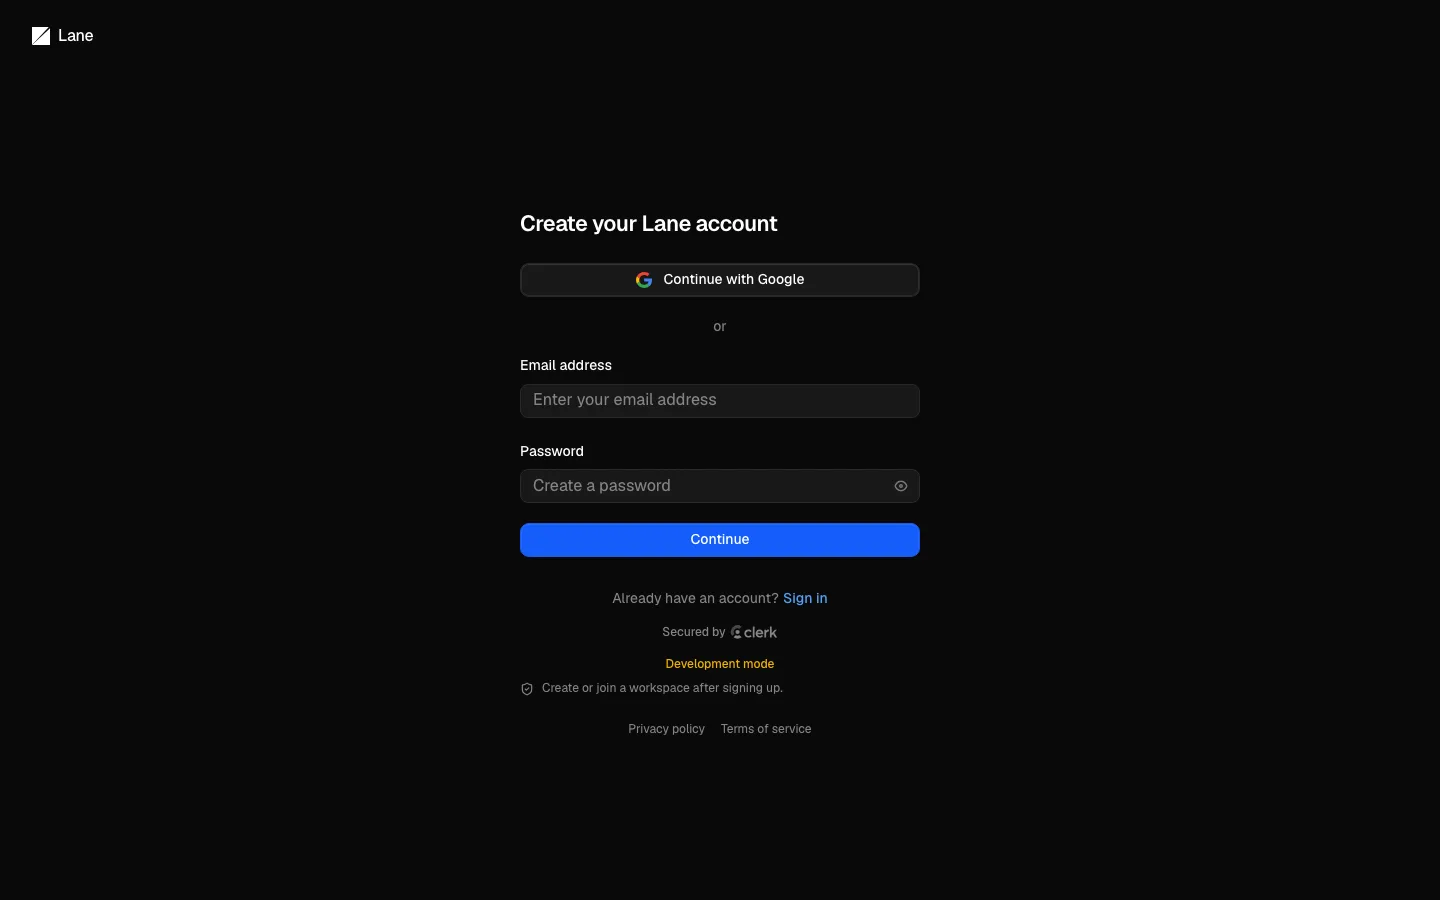 Lane
Create your Lane account
Continue with Google
or
Email address
Enter your email address
Password
Create a password
Continue
Already have an account? Sign in
Secured by clerk
Development mode
Create or join a workspace after signing up.
Privacy policy Terms of service